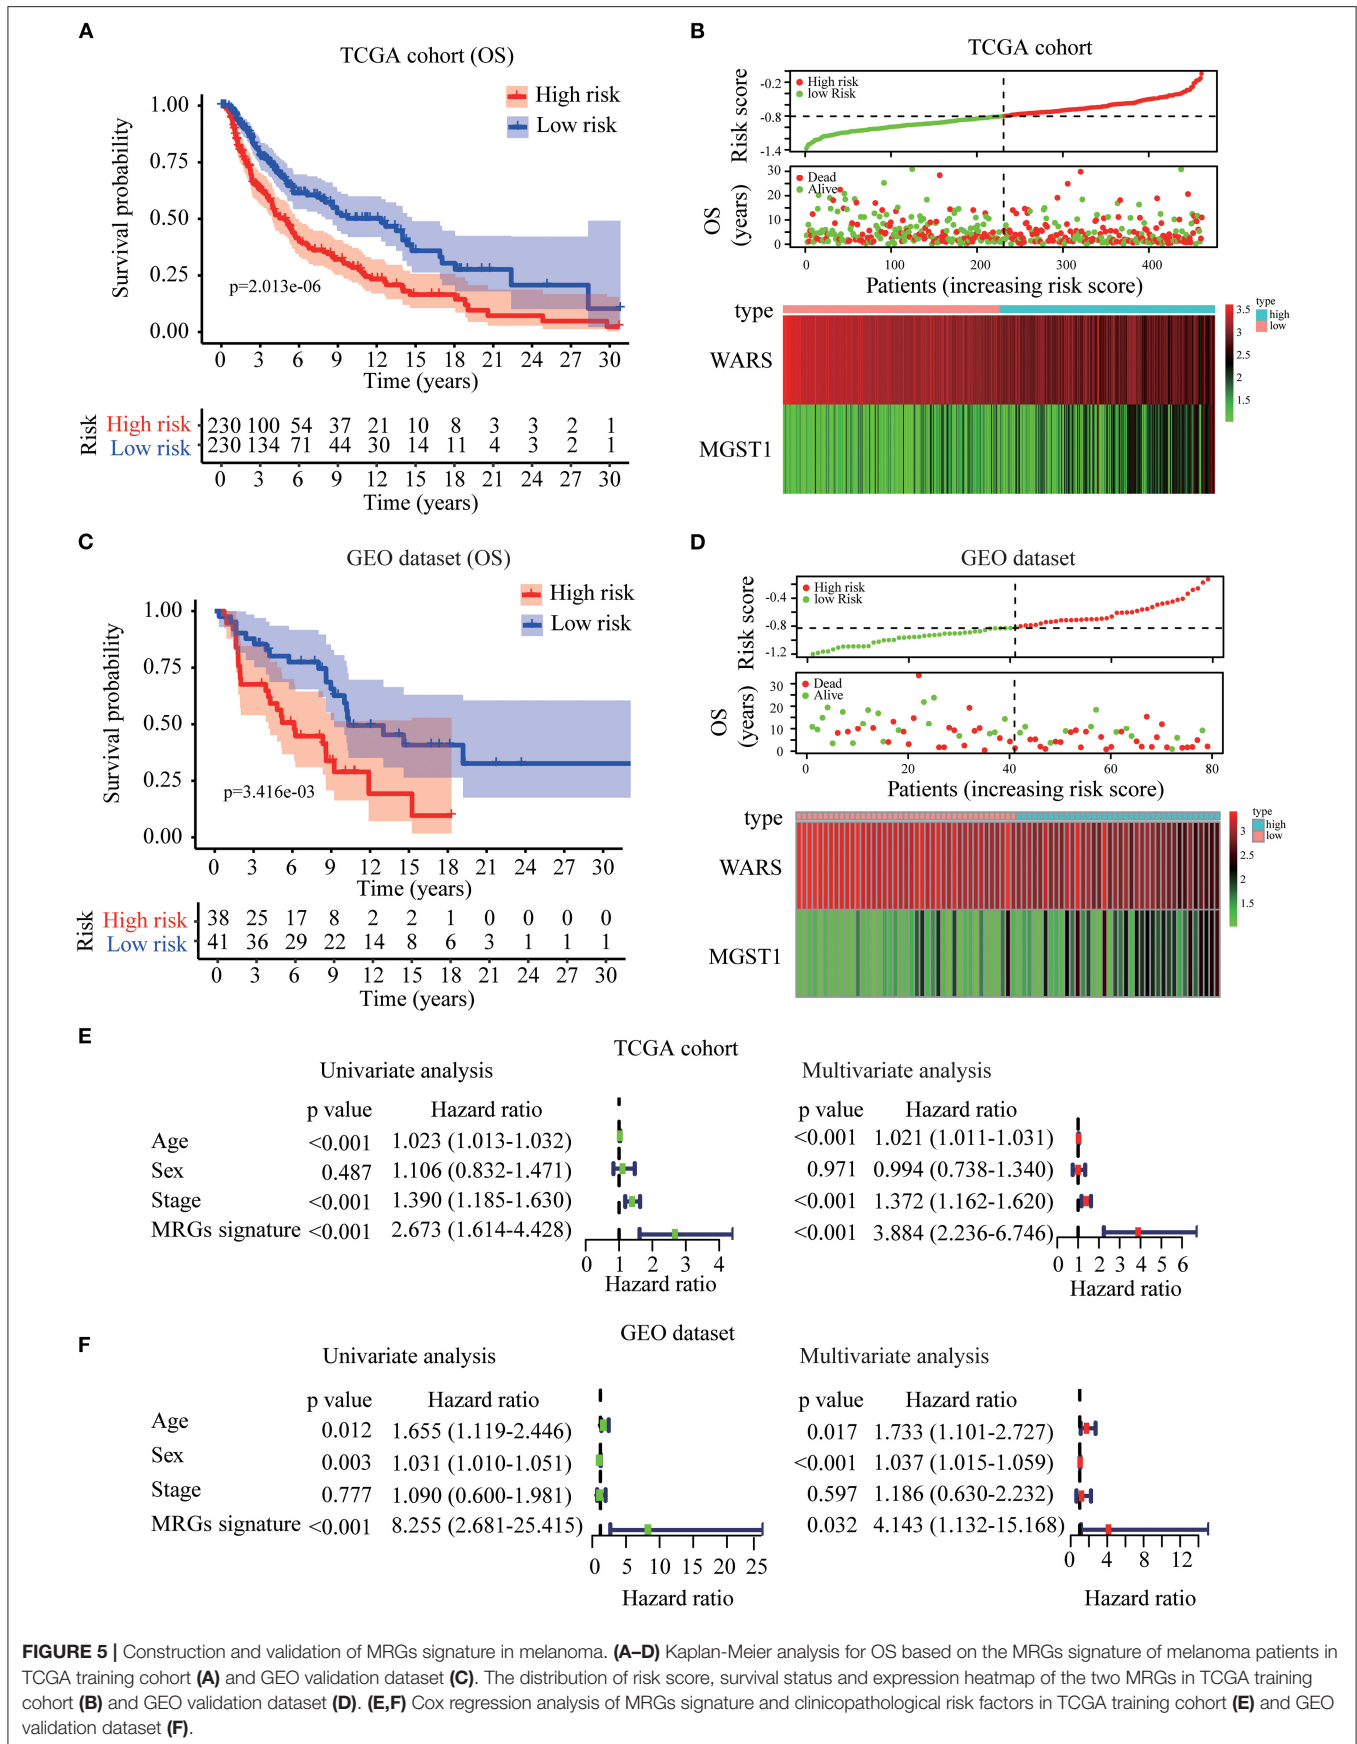 A
TCGA cohort (OS)
High risk
Low risk
Survival probability
1.00
0.75
0.50
0.25
0.00
p=2.013e-06
0 3 6 9 12 15 18 21 24 27 30
Time (years)
Risk
High risk 230 100 54 37 21 10 8 3 3 2 1
Low risk 230 134 71 44 30 14 11 4 3 2 1
0 3 6 9 12 15 18 21 24 27 30
Time (years)
B
TCGA cohort
Risk score
-0.2
-0.8
-1.4
High risk
low Risk
OS
(years)
30
20
10
0
Dead
Alive
0 100 200 300 400
Patients (increasing risk score)
type
WARS
MGST1
3.5
3
2.5
2
1.5
type
high
low
C
GEO dataset (OS)
High risk
Low risk
Survival probability
1.00
0.75
0.50
0.25
0.00
p=3.416e-03
0 3 6 9 12 15 18 21 24 27 30
Time (years)
Risk
High risk 38 25 17 8 2 2 1 0 0 0 0
Low risk 41 36 29 22 14 8 6 3 1 1 1
0 3 6 9 12 15 18 21 24 27 30
Time (years)
D
GEO dataset
Risk score
-0.4
-0.8
-1.2
High risk
low Risk
OS
(years)
30
20
10
0
Dead
Alive
0 20 40 60 80
Patients (increasing risk score)
type
WARS
MGST1
3
2.5
2
1.5
type
high
low
E
TCGA cohort
Univariate analysis
p value Hazard ratio
Age <0.001 1.023 (1.013-1.032)
Sex 0.487 1.106 (0.832-1.471)
Stage <0.001 1.390 (1.185-1.630)
MRGs signature <0.001 2.673 (1.614-4.428)
0 1 2 3 4
Hazard ratio
Multivariate analysis
p value Hazard ratio
<0.001 1.021 (1.011-1.031)
0.971 0.994 (0.738-1.340)
<0.001 1.372 (1.162-1.620)
<0.001 3.884 (2.236-6.746)
0 1 2 3 4 5 6
Hazard ratio
F
GEO dataset
Univariate analysis
p value Hazard ratio
Age 0.012 1.655 (1.119-2.446)
Sex 0.003 1.031 (1.010-1.051)
Stage 0.777 1.090 (0.600-1.981)
MRGs signature <0.001 8.255 (2.681-25.415)
0 5 10 15 20 25
Hazard ratio
Multivariate analysis
p value Hazard ratio
0.017 1.733 (1.101-2.727)
<0.001 1.037 (1.015-1.059)
0.597 1.186 (0.630-2.232)
0.032 4.143 (1.132-15.168)
0 4 8 12
Hazard ratio
FIGURE 5 | Construction and validation of MRGs signature in melanoma. (A–D) Kaplan-Meier analysis for OS based on the MRGs signature of melanoma patients in
TCGA training cohort (A) and GEO validation dataset (C). The distribution of risk score, survival status and expression heatmap of the two MRGs in TCGA training
cohort (B) and GEO validation dataset (D). (E,F) Cox regression analysis of MRGs signature and clinicopathological risk factors in TCGA training cohort (E) and GEO
validation dataset (F).